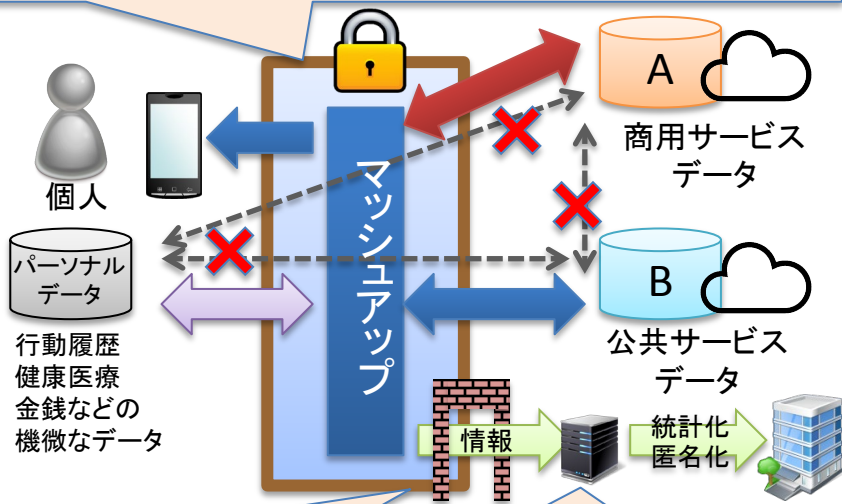 個人
パーソナル
データ
行動履歴
健康医療
金銭などの
機微なデータ
マッシュアップ
A
商用サービス
データ
B
公共サービス
データ
情報
統計化
匿名化